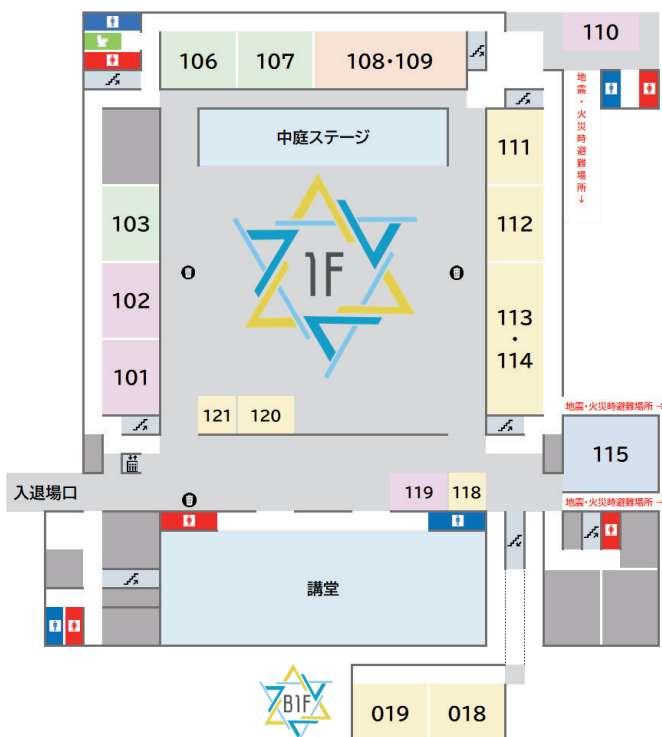 110
106
107
108・109
地震・火災時避難場所↓
中庭ステージ
111
103
112
1F
102
113・114
101
121
120
地震・火災時避難場所→
115
入退場口
119
118
地震・火災時避難場所→
講堂
B1F
019
018